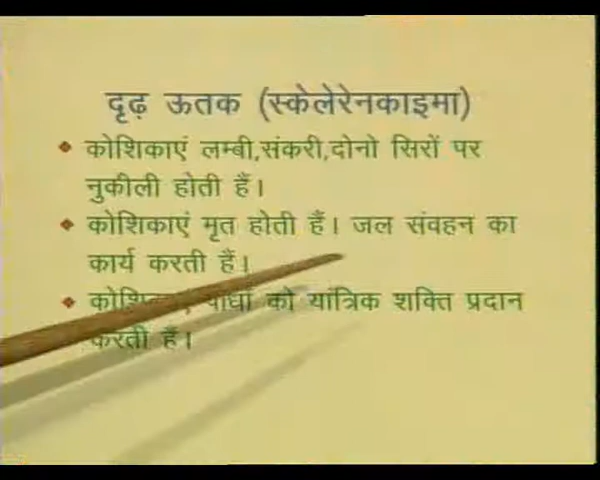 दृढ़ ऊतक (स्केलेरेनकाइमा)
कोशिकाएं लम्बी,संकरी,दोनो सिरों पर
नुकीली होती हैं।
कोशिकाएं मृत होती हैं। जल संवहन का
कार्य करती हैं।
को यांत्रिक शक्ति प्रदान
करती हैं।